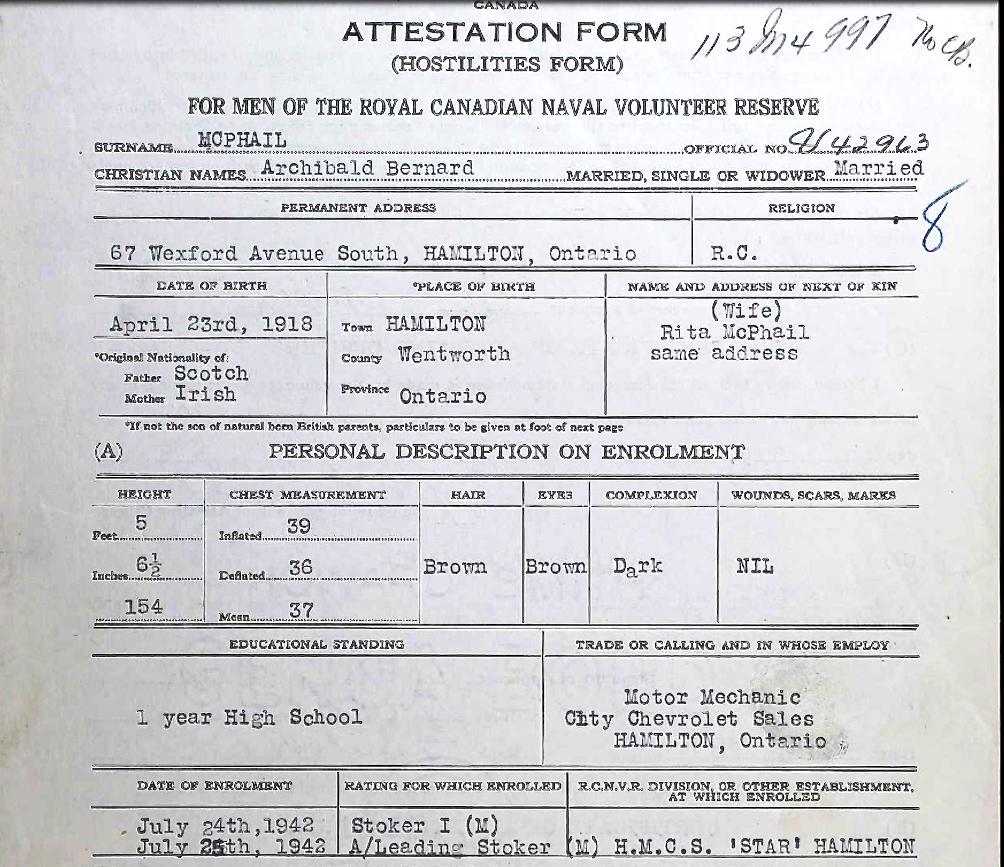 CANADA
ATTESTATION FORM
(HOSTILITIES FORM)
113 997
FOR MEN OF THE ROYAL CANADIAN NAVAL VOLUNTEER RESERVE
SURNAME MCPHAIL OFFICIAL NO. V42963
CHRISTIAN NAMES Archibald Bernard MARRIED, SINGLE OR WIDOWER Married
8
PERMANENT ADDRESS RELIGION
67 Wexford Avenue South, HAMILTON, Ontario R.C.
DATE OF BIRTH *PLACE OF BIRTH NAME AND ADDRESS OF NEXT OF KIN
April 23rd, 1918 Town HAMILTON (Wife)
Rita McPhail
*Original Nationality of: County Wentworth same address
Father Scotch
Mother Irish Province Ontario
*If not the son of natural born British parents, particulars to be given at foot of next page
(A) PERSONAL DESCRIPTION ON ENROLMENT
HEIGHT CHEST MEASUREMENT HAIR EYES COMPLEXION WOUNDS, SCARS, MARKS
Feet 5 Inflated 39
Inches 6½ Deflated 36 Brown Brown Dark NIL
154 Mean 37
EDUCATIONAL STANDING TRADE OR CALLING AND IN WHOSE EMPLOY
Motor Mechanic
1 year High School City Chevrolet Sales
HAMILTON, Ontario
DATE OF ENROLMENT RATING FOR WHICH ENROLLED R.C.N.V.R. DIVISION, OR OTHER ESTABLISHMENT,
AT WHICH ENROLLED
July 24th,1942 Stoker I (M)
July 25th, 1942 A/Leading Stoker (M) H.M.C.S. 'STAR' HAMILTON